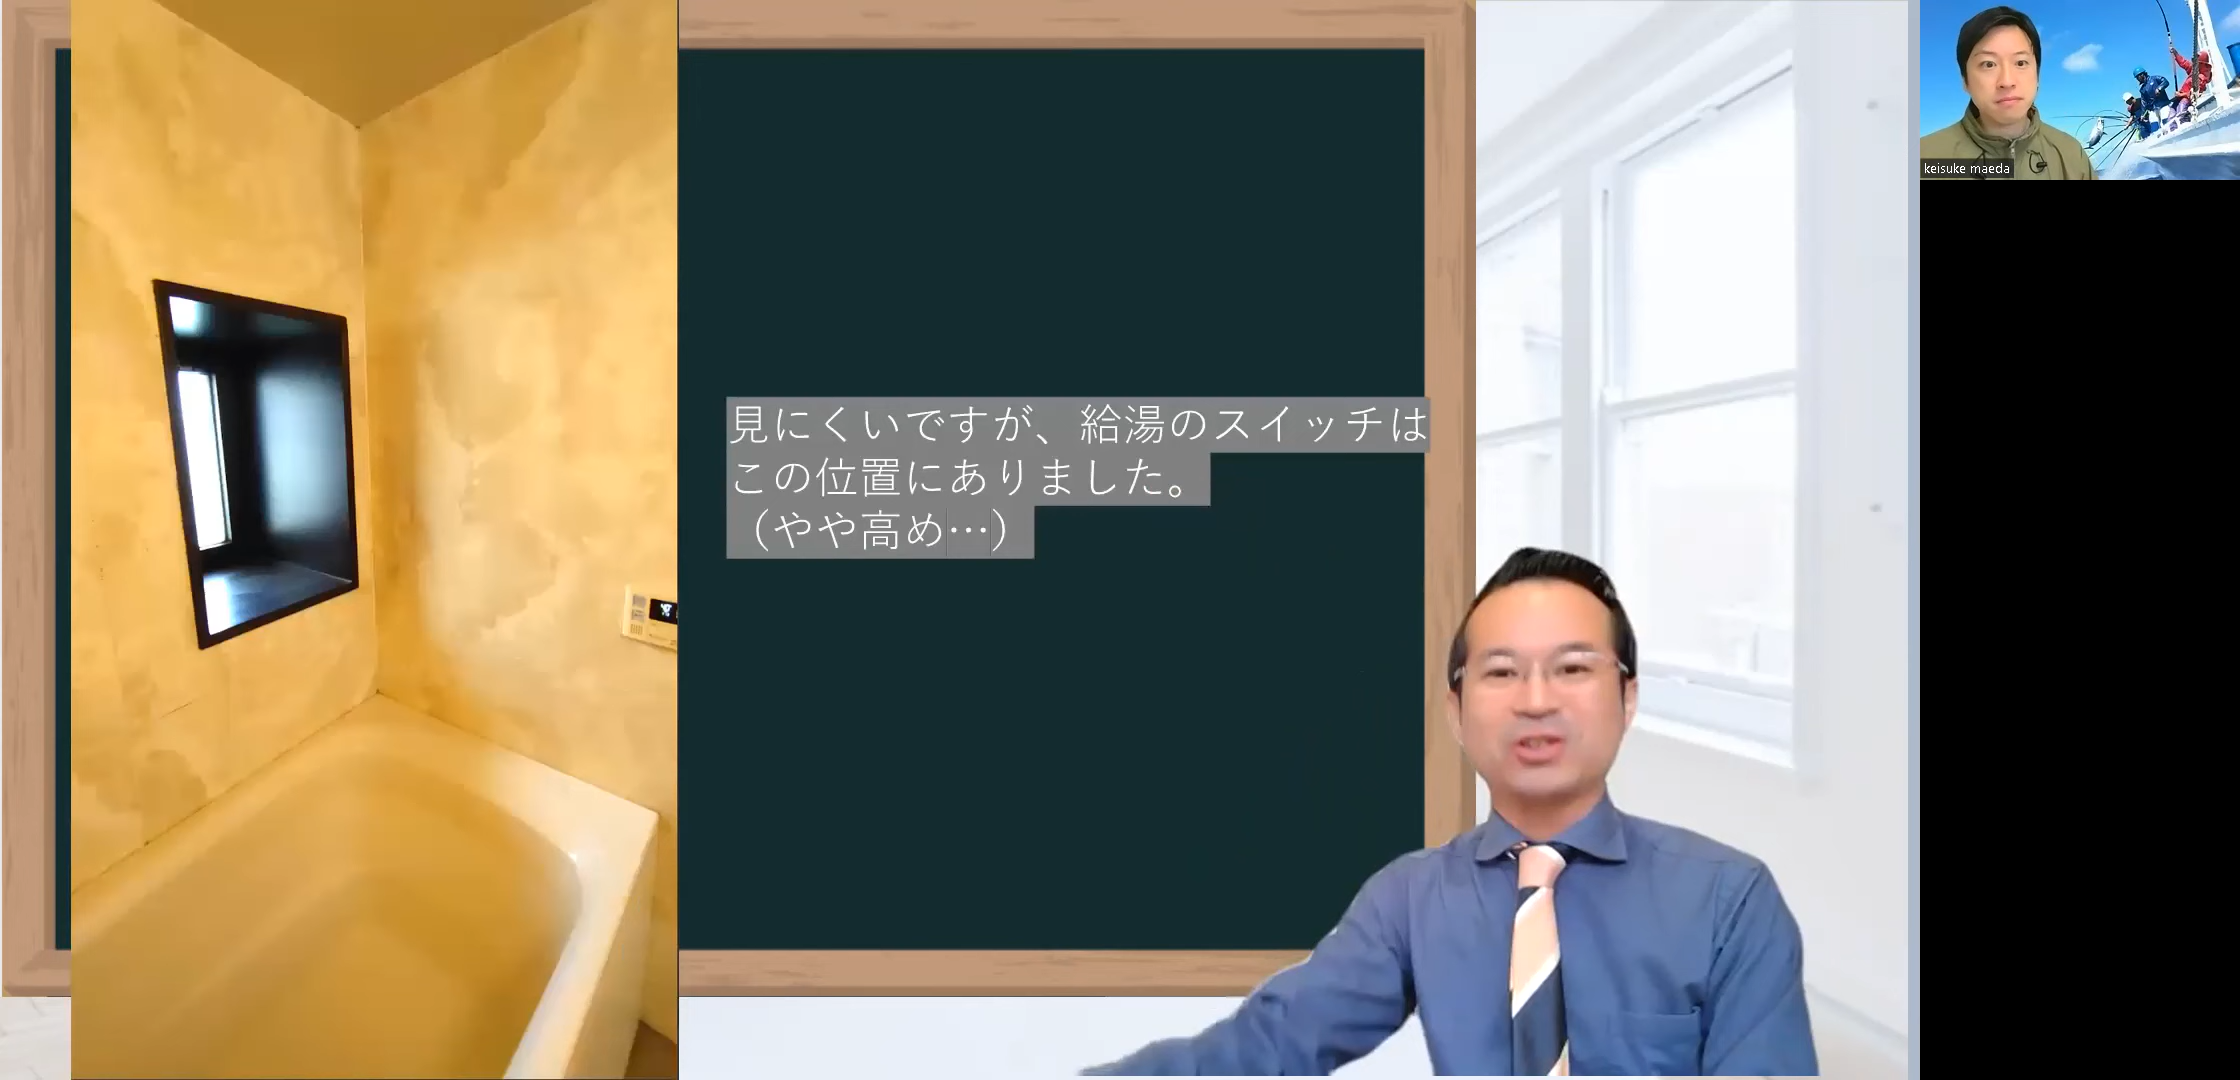 見にくいですが、給湯のスイッチは
この位置にありました。
（やや高め…）
keisuke maeda